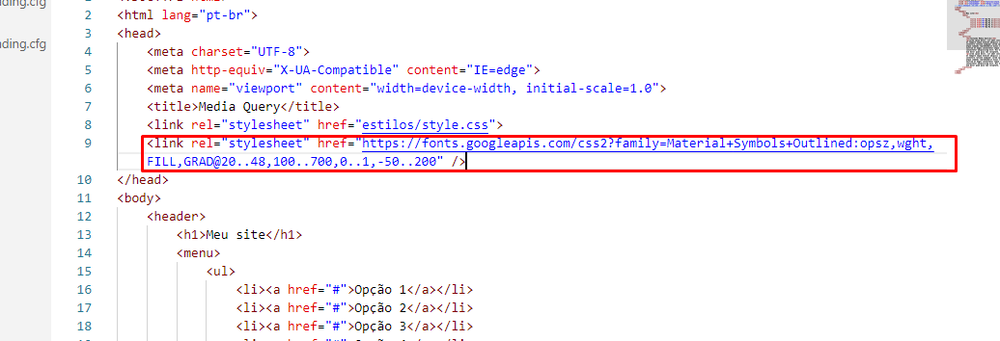 ding.cfg
ding.cfg
2 <html lang="pt-br">
3 <head>
4 <meta charset="UTF-8">
5 <meta http-equiv="X-UA-Compatible" content="IE=edge">
6 <meta name="viewport" content="width=device-width, initial-scale=1.0">
7 <title>Media Query</title>
8 <link rel="stylesheet" href="estilos/style.css">
9 <link rel="stylesheet" href="https://fonts.googleapis.com/css2?family=Material+Symbols+Outlined:opsz,wght,
FILL,GRAD@20..48,100..700,0..1,-50..200" />
10 </head>
11 <body>
12 <header>
13 <h1>Meu site</h1>
14 <menu>
15 <ul>
16 <li><a href="#">Opção 1</a></li>
17 <li><a href="#">Opção 2</a></li>
18 <li><a href="#">Opção 3</a></li>